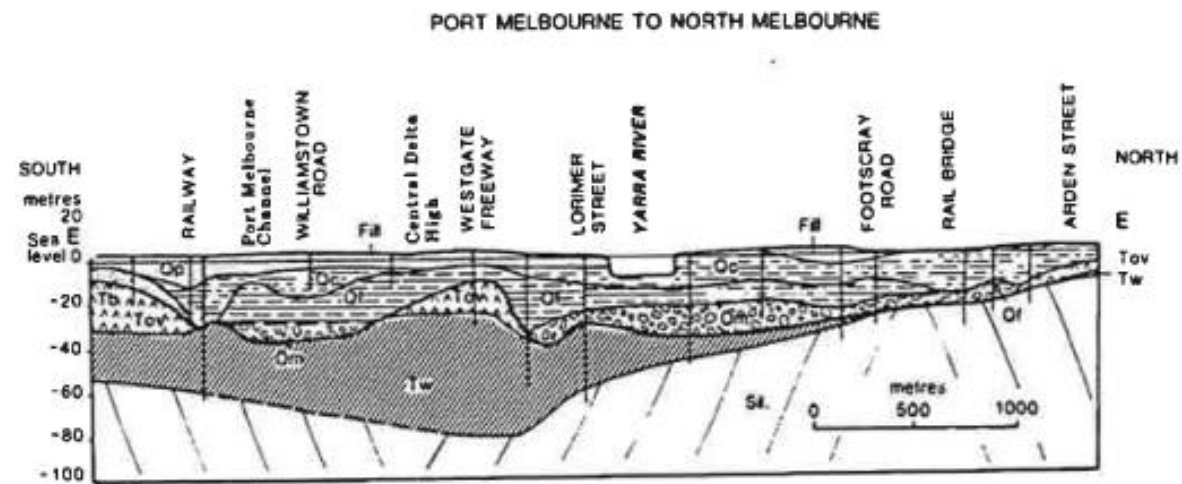 PORT MELBOURNE TO NORTH MELBOURNE
SOUTH
metres
20
Sea
level 0
-20
-40
-60
-80
-100
RAILWAY
Port Melbourne
Channel
WILLIAMSTOWN
ROAD
Fill
Central Delta
High
WESTGATE
FREEWAY
LORIMER
STREET
YARRA RIVER
Fill
FOOTSCRAY
ROAD
RAIL BRIDGE
ARDEN STREET
NORTH
E
Tov
Tw
Qp
Qc
Qf
Tov
Qm
Tw
Qf
Qc
Qm
Qf
Sil.
metres
0 500 1000